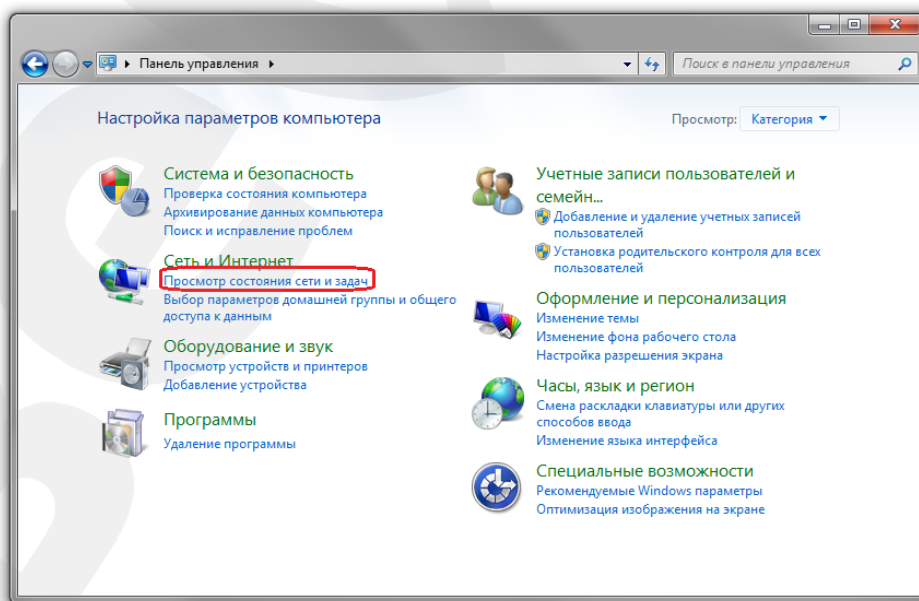 Панель управления
Поиск в панели управления
Настройка параметров компьютера
Просмотр: Категория
Система и безопасность
Проверка состояния компьютера
Архивирование данных компьютера
Поиск и исправление проблем
Сеть и Интернет
Просмотр состояния сети и задач
Выбор параметров домашней группы и общего
доступа к данным
Оборудование и звук
Просмотр устройств и принтеров
Добавление устройства
Программы
Удаление программы
Учетные записи пользователей и
семейн...
Добавление и удаление учетных записей
пользователей
Установка родительского контроля для всех
пользователей
Оформление и персонализация
Изменение темы
Изменение фона рабочего стола
Настройка разрешения экрана
Часы, язык и регион
Смена раскладки клавиатуры или других
способов ввода
Изменение языка интерфейса
Специальные возможности
Рекомендуемые Windows параметры
Оптимизация изображения на экране